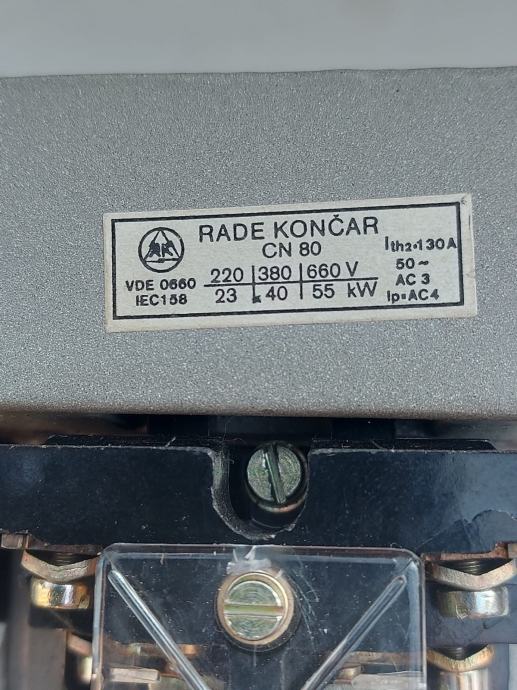 RADE KONČAR
CN 80
VDE 0660
IEC158
220 | 380 | 660 V
23 | 40 | 55 kW
Ith2·130A
50 ~
AC 3
Ip=AC4